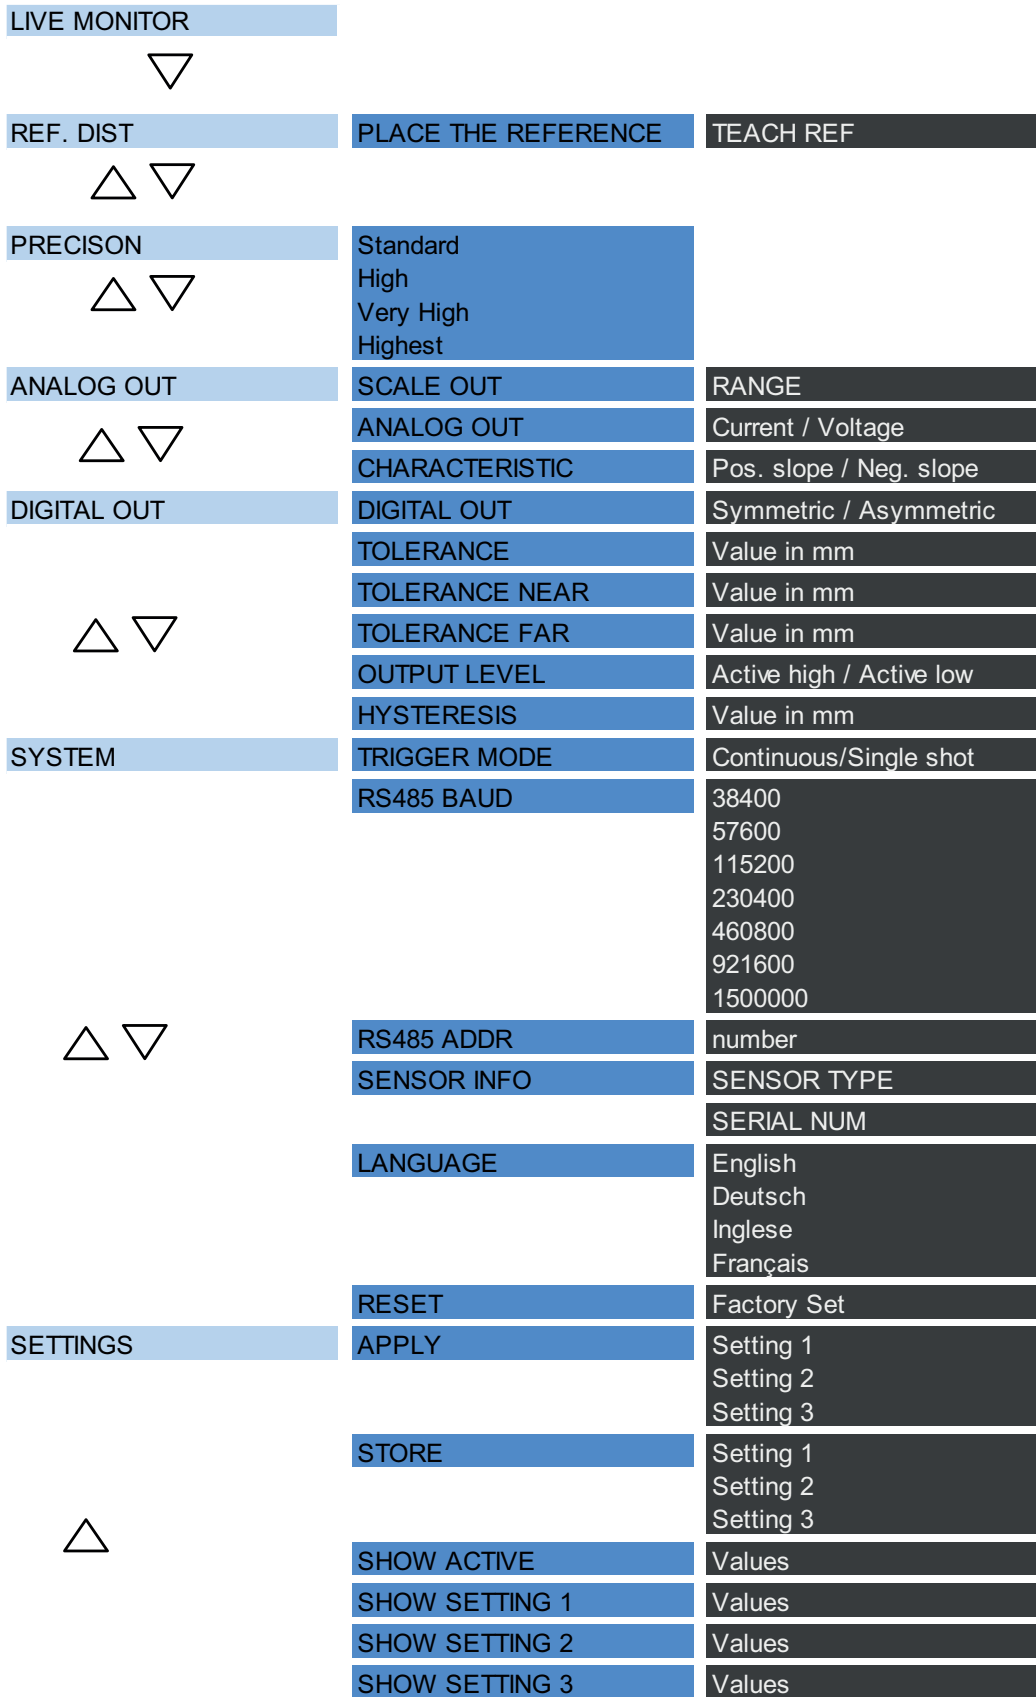 LIVE MONITOR
REF. DIST PLACE THE REFERENCE TEACH REF
PRECISON Standard
High
Very High
Highest
ANALOG OUT SCALE OUT RANGE
ANALOG OUT Current / Voltage
CHARACTERISTIC Pos. slope / Neg. slope
DIGITAL OUT DIGITAL OUT Symmetric / Asymmetric
TOLERANCE Value in mm
TOLERANCE NEAR Value in mm
TOLERANCE FAR Value in mm
OUTPUT LEVEL Active high / Active low
HYSTERESIS Value in mm
SYSTEM TRIGGER MODE Continuous/Single shot
RS485 BAUD 38400
57600
115200
230400
460800
921600
1500000
RS485 ADDR number
SENSOR INFO SENSOR TYPE
SERIAL NUM
LANGUAGE English
Deutsch
Inglese
Français
RESET Factory Set
SETTINGS APPLY Setting 1
Setting 2
Setting 3
STORE Setting 1
Setting 2
Setting 3
SHOW ACTIVE Values
SHOW SETTING 1 Values
SHOW SETTING 2 Values
SHOW SETTING 3 Values